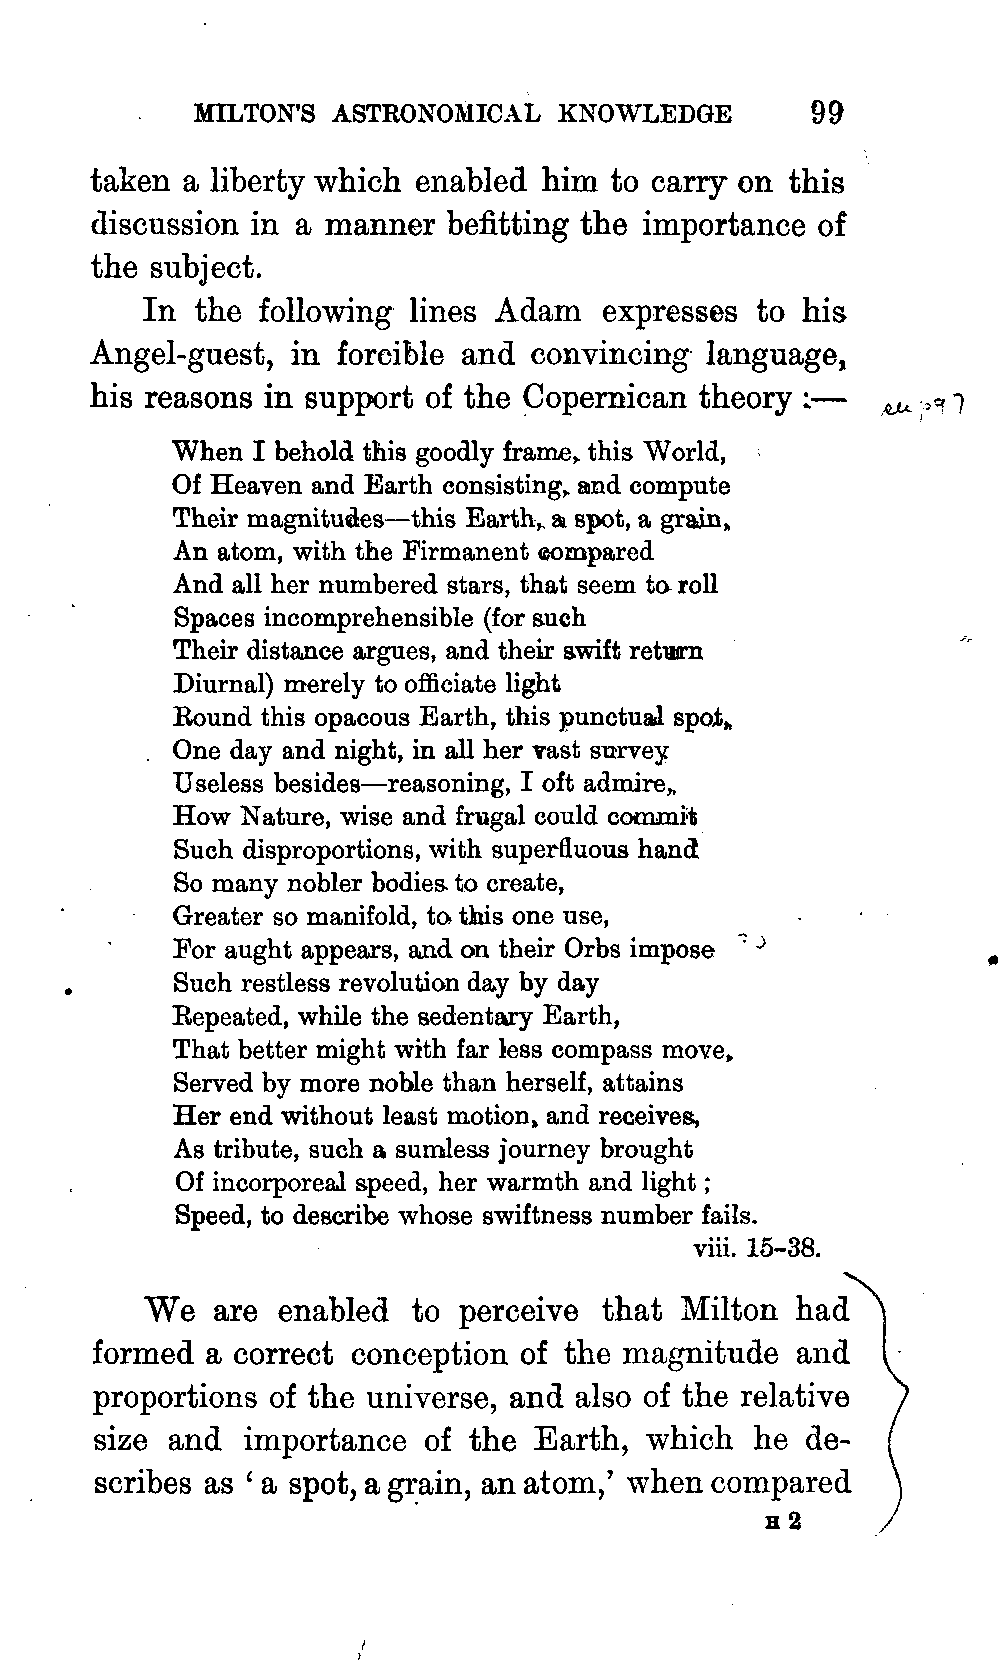 MILTON'S ASTRONOMICAL KNOWLEDGE 99
taken a liberty which enabled him to carry on this
discussion in a manner befitting the importance of
the subject.
In the following lines Adam expresses to his
Angel-guest, in forcible and convincing language,
his reasons in support of the Copernican theory :—
When I behold this goodly frame, this World,
Of Heaven and Earth consisting, and compute
Their magnitudes—this Earth, a spot, a grain,
An atom, with the Firmanent compared
And all her numbered stars, that seem to roll
Spaces incomprehensible (for such
Their distance argues, and their swift return
Diurnal) merely to officiate light
Round this opacous Earth, this punctual spot,
One day and night, in all her vast survey
Useless besides—reasoning, I oft admire,
How Nature, wise and frugal could commit
Such disproportions, with superfluous hand
So many nobler bodies to create,
Greater so manifold, to this one use,
For aught appears, and on their Orbs impose
Such restless revolution day by day
Repeated, while the sedentary Earth,
That better might with far less compass move,
Served by more noble than herself, attains
Her end without least motion, and receives,
As tribute, such a sumless journey brought
Of incorporeal speed, her warmth and light ;
Speed, to describe whose swiftness number fails.
viii. 15–38.
We are enabled to perceive that Milton had
formed a correct conception of the magnitude and
proportions of the universe, and also of the relative
size and importance of the Earth, which he de-
scribes as ‘ a spot, a grain, an atom,’ when compared
H 2